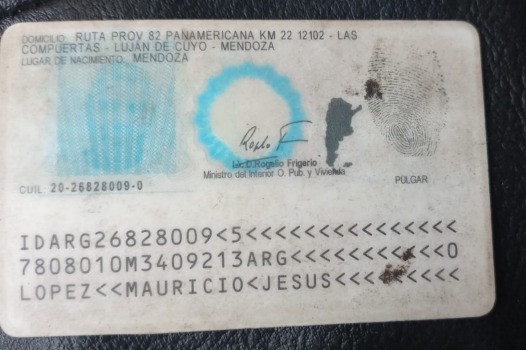 DOMICILIO: RUTA PROV 82 PANAMERICANA KM 22 12102 - LAS
COMPUERTAS - LUJÁN DE CUYO - MENDOZA
LUGAR DE NACIMIENTO: MENDOZA
Lic.D.Rogelio Frigerio
Ministro del Interior O. Pub. y Vivienda
PULGAR
CUIL 20-26828009-0
IDARG26828009<5<<<<<<<<<<<<<<<
7808010M3409213ARG<<<<<<<<<<<0
LOPEZ<<MAURICIO<JESUS<<<<<<<<<